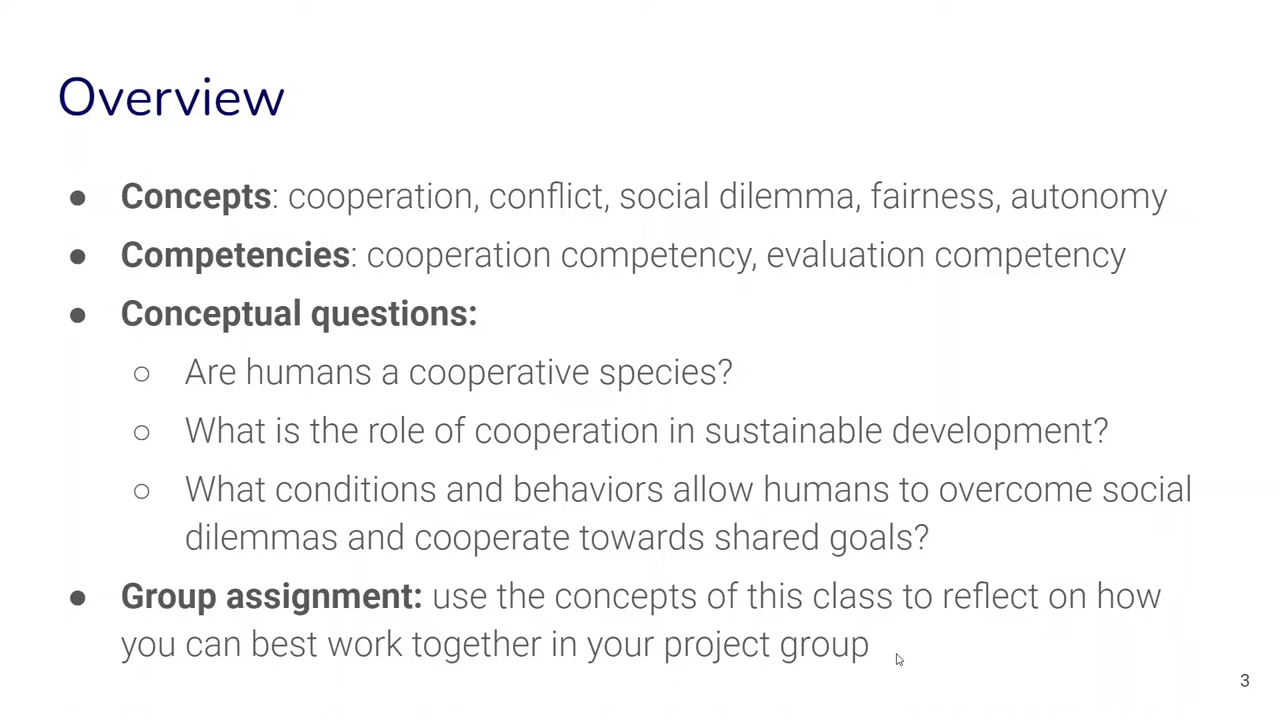 Overview
● Concepts: cooperation, conflict, social dilemma, fairness, autonomy
● Competencies: cooperation competency, evaluation competency
● Conceptual questions:
○ Are humans a cooperative species?
○ What is the role of cooperation in sustainable development?
○ What conditions and behaviors allow humans to overcome social
dilemmas and cooperate towards shared goals?
● Group assignment: use the concepts of this class to reflect on how
you can best work together in your project group
3